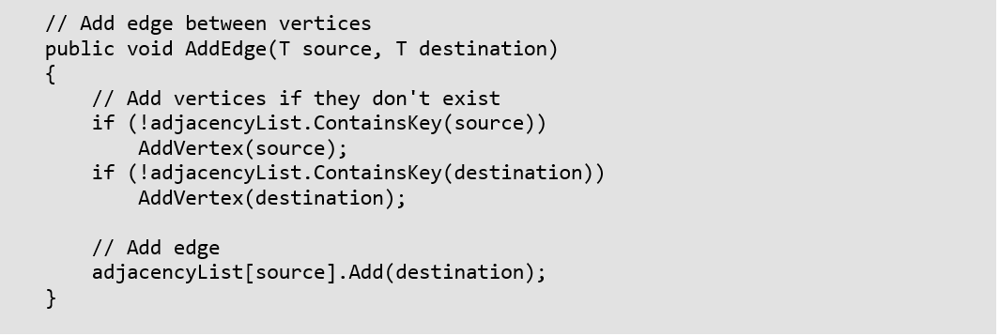 // Add edge between vertices
public void AddEdge(T source, T destination)
{
    // Add vertices if they don't exist
    if (!adjacencyList.ContainsKey(source))
        AddVertex(source);
    if (!adjacencyList.ContainsKey(destination))
        AddVertex(destination);

    // Add edge
    adjacencyList[source].Add(destination);
}